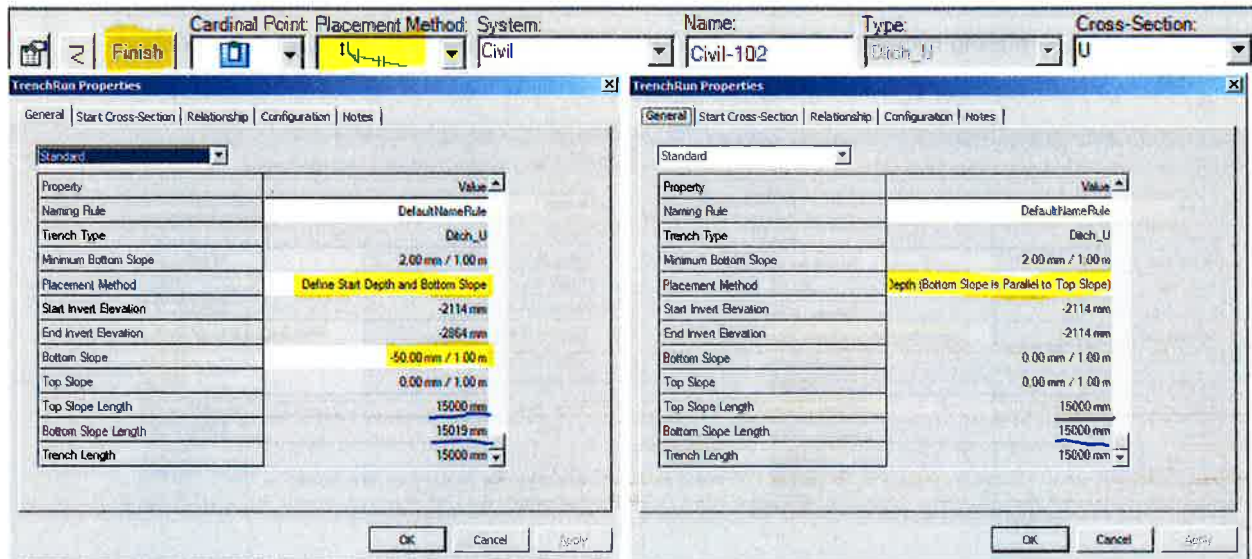 Cardinal Point: Placement Method: System: Name: Type: Cross-Section:
Finish Civil Civil-102 Ditch_U U
TrenchRun Properties
General Start Cross-Section Relationship Configuration Notes
Standard
Property Value
Naming Rule DefaultNameRule
Trench Type Ditch_U
Minimum Bottom Slope 2.00 mm / 1.00 m
Placement Method Define Start Depth and Bottom Slope
Start Invert Elevation -2114 mm
End Invert Elevation -2864 mm
Bottom Slope -50.00 mm / 1.00 m
Top Slope 0.00 mm / 1.00 m
Top Slope Length 15000 mm
Bottom Slope Length 15019 mm
Trench Length 15000 mm
OK Cancel Apply
TrenchRun Properties
General Start Cross-Section Relationship Configuration Notes
Standard
Property Value
Naming Rule DefaultNameRule
Trench Type Ditch_U
Minimum Bottom Slope 2.00 mm / 1.00 m
Placement Method Depth (Bottom Slope is Parallel to Top Slope)
Start Invert Elevation -2114 mm
End Invert Elevation -2114 mm
Bottom Slope 0.00 mm / 1.00 m
Top Slope 0.00 mm / 1.00 m
Top Slope Length 15000 mm
Bottom Slope Length 15000 mm
Trench Length 15000 mm
OK Cancel Apply